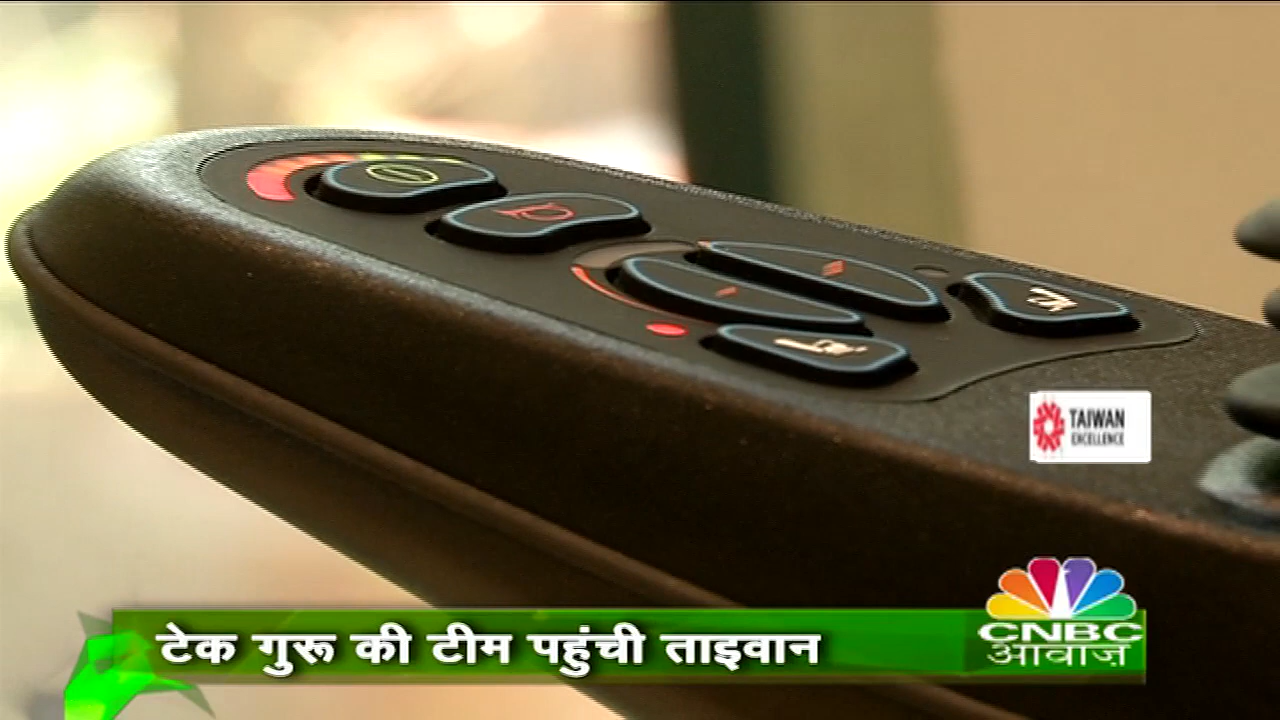 TAIWAN
EXCELLENCE
टेक गुरू की टीम पहुंची ताइवान
CNBC
आवाज़